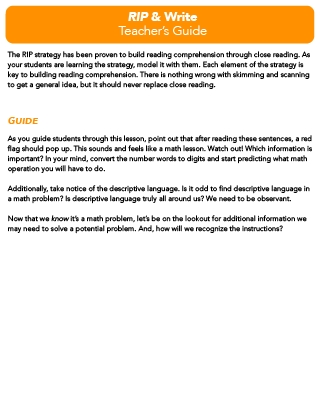 RIP & Write
Teacher's Guide
The RIP strategy has been proven to build reading comprehension through close reading. As
your students are learning the strategy, model it with them. Each element of the strategy is
key to building reading comprehension. There is nothing wrong with skimming and scanning
to get a general idea, but it should never replace close reading.
GUIDE
As you guide students through this lesson, point out that after reading these sentences, a red
flag should pop up. This sounds and feels like a math lesson. Watch out! Which information is
important? In your mind, convert the number words to digits and start predicting what math
operation you will have to do.
Additionally, take notice of the descriptive language. Is it odd to find descriptive language in
a math problem? Is descriptive language truly all around us? We need to be observant.
Now that we know it's a math problem, let's be on the lookout for additional information we
may need to solve a potential problem. And, how will we recognize the instructions?